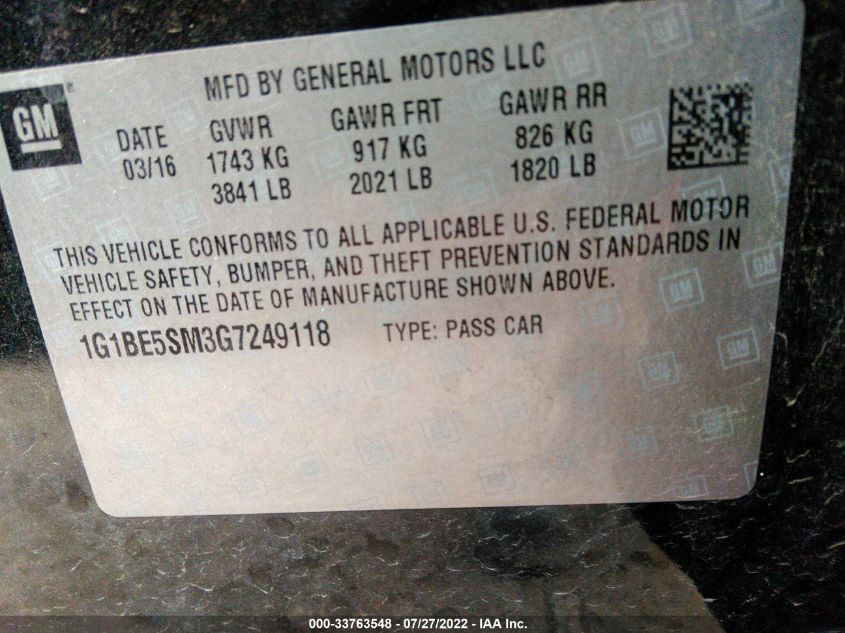 MFD BY GENERAL MOTORS LLC
GM ®
DATE GVWR GAWR FRT GAWR RR
03/16 1743 KG 917 KG 826 KG
3841 LB 2021 LB 1820 LB
THIS VEHICLE CONFORMS TO ALL APPLICABLE U.S. FEDERAL MOTOR
VEHICLE SAFETY, BUMPER, AND THEFT PREVENTION STANDARDS IN
EFFECT ON THE DATE OF MANUFACTURE SHOWN ABOVE.
1G1BE5SM3G7249118 TYPE: PASS CAR
000-33763548 - 07/27/2022 - IAA Inc.